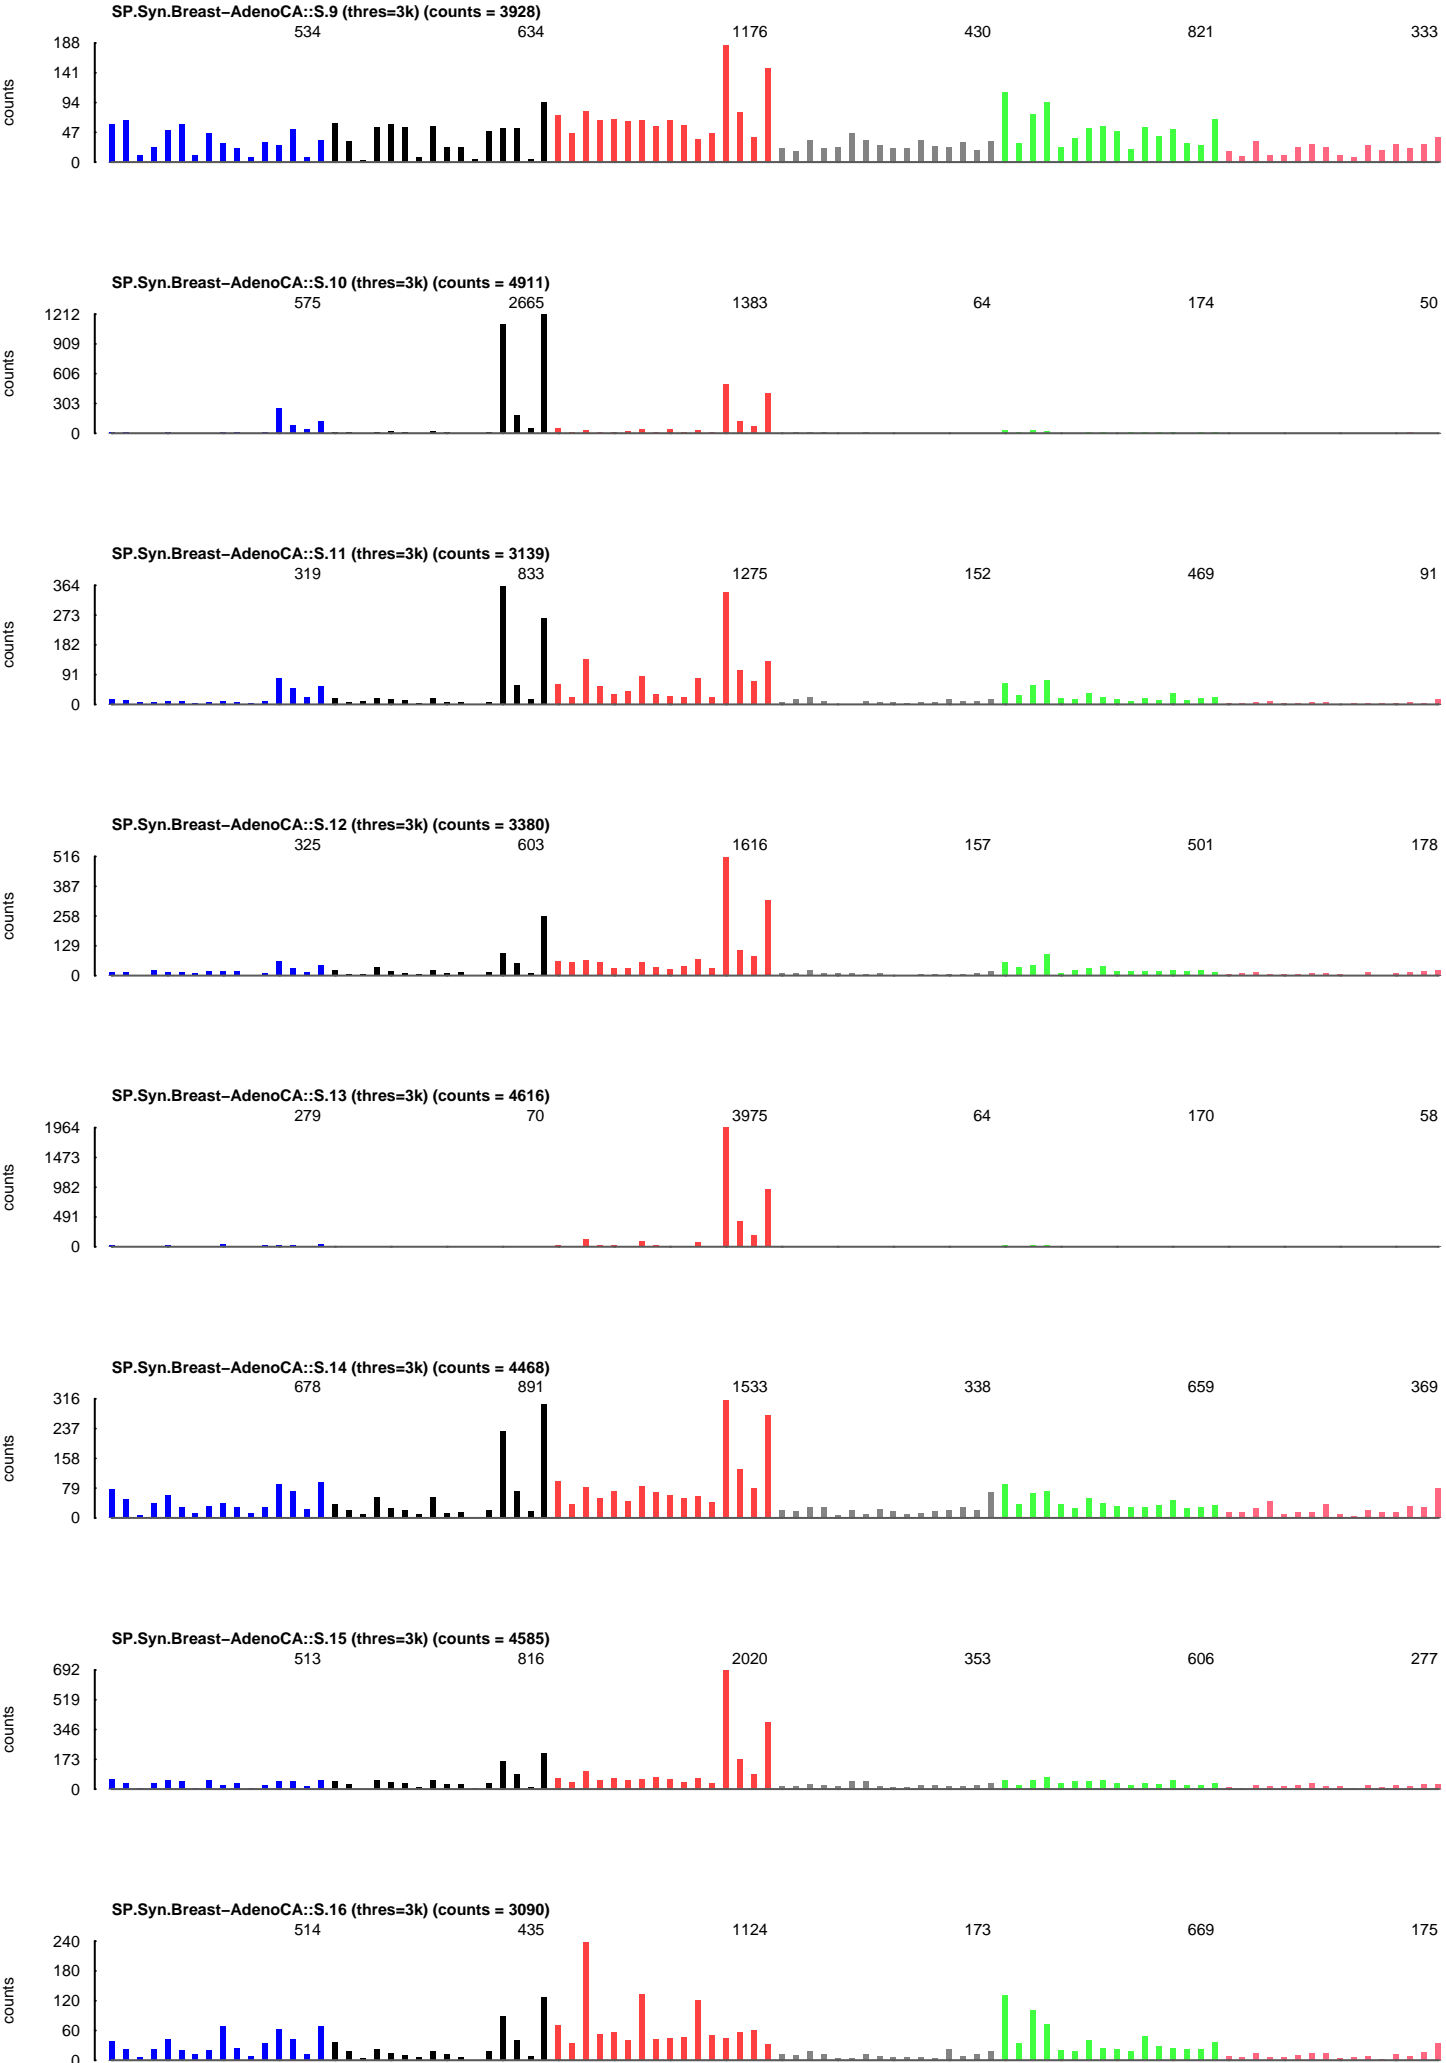 SP.Syn.Breast−AdenoCA::S.9 (thres=3k) (counts = 3928)
534 634 1176 430 821 333
188
141
94
47
0
counts
SP.Syn.Breast−AdenoCA::S.10 (thres=3k) (counts = 4911)
575 2665 1383 64 174 50
1212
909
606
303
0
counts
SP.Syn.Breast−AdenoCA::S.11 (thres=3k) (counts = 3139)
319 833 1275 152 469 91
364
273
182
91
0
counts
SP.Syn.Breast−AdenoCA::S.12 (thres=3k) (counts = 3380)
325 603 1616 157 501 178
516
387
258
129
0
counts
SP.Syn.Breast−AdenoCA::S.13 (thres=3k) (counts = 4616)
279 70 3975 64 170 58
1964
1473
982
491
0
counts
SP.Syn.Breast−AdenoCA::S.14 (thres=3k) (counts = 4468)
678 891 1533 338 659 369
316
237
158
79
0
counts
SP.Syn.Breast−AdenoCA::S.15 (thres=3k) (counts = 4585)
513 816 2020 353 606 277
692
519
346
173
0
counts
SP.Syn.Breast−AdenoCA::S.16 (thres=3k) (counts = 3090)
514 435 1124 173 669 175
240
180
120
60
0
counts